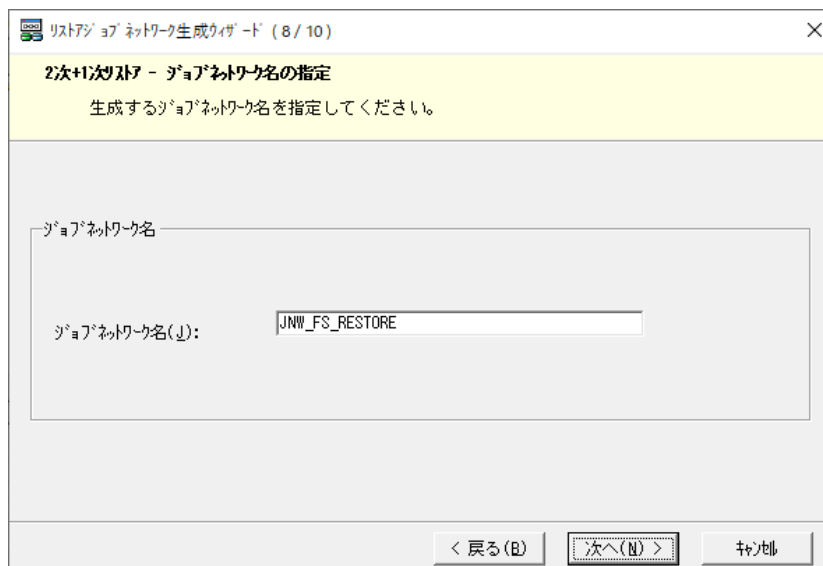 ﾘｽﾄｱｼﾞｮﾌﾞﾈｯﾄﾜｰｸ生成ｳｨｻﾞｰﾄﾞ ( 8 / 10 )
2次+1次ﾘｽﾄｱ - ｼﾞｮﾌﾞﾈｯﾄﾜｰｸ名の指定
生成するｼﾞｮﾌﾞﾈｯﾄﾜｰｸ名を指定してください。
ｼﾞｮﾌﾞﾈｯﾄﾜｰｸ名
ｼﾞｮﾌﾞﾈｯﾄﾜｰｸ名(J): JNW_FS_RESTORE
< 戻る(B) 次へ(N) > ｷｬﾝｾﾙ